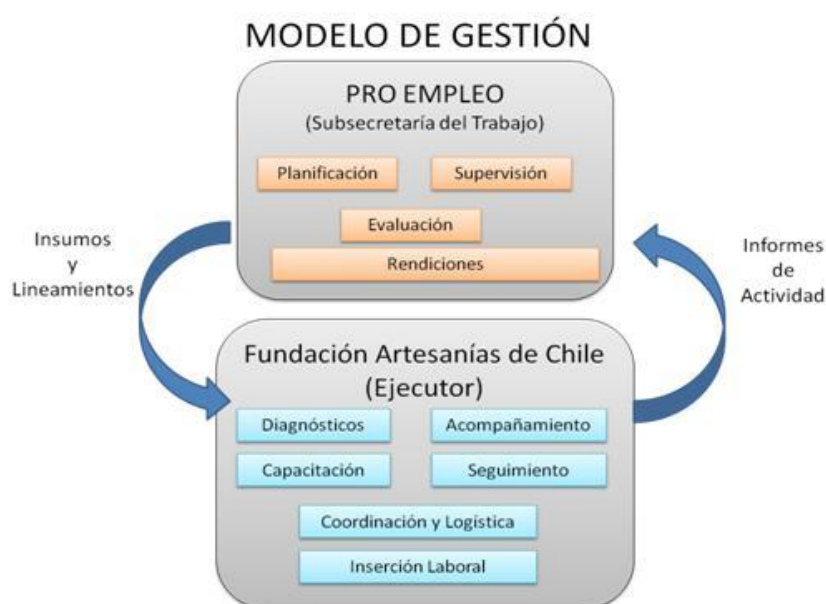 MODELO DE GESTIÓN
PRO EMPLEO
(Subsecretaría del Trabajo)
Planificación
Supervisión
Evaluación
Rendiciones
Insumos
y
Lineamientos
Informes
de
Actividad
Fundación Artesanías de Chile
(Ejecutor)
Diagnósticos
Acompañamiento
Capacitación
Seguimiento
Coordinación y Logística
Inserción Laboral